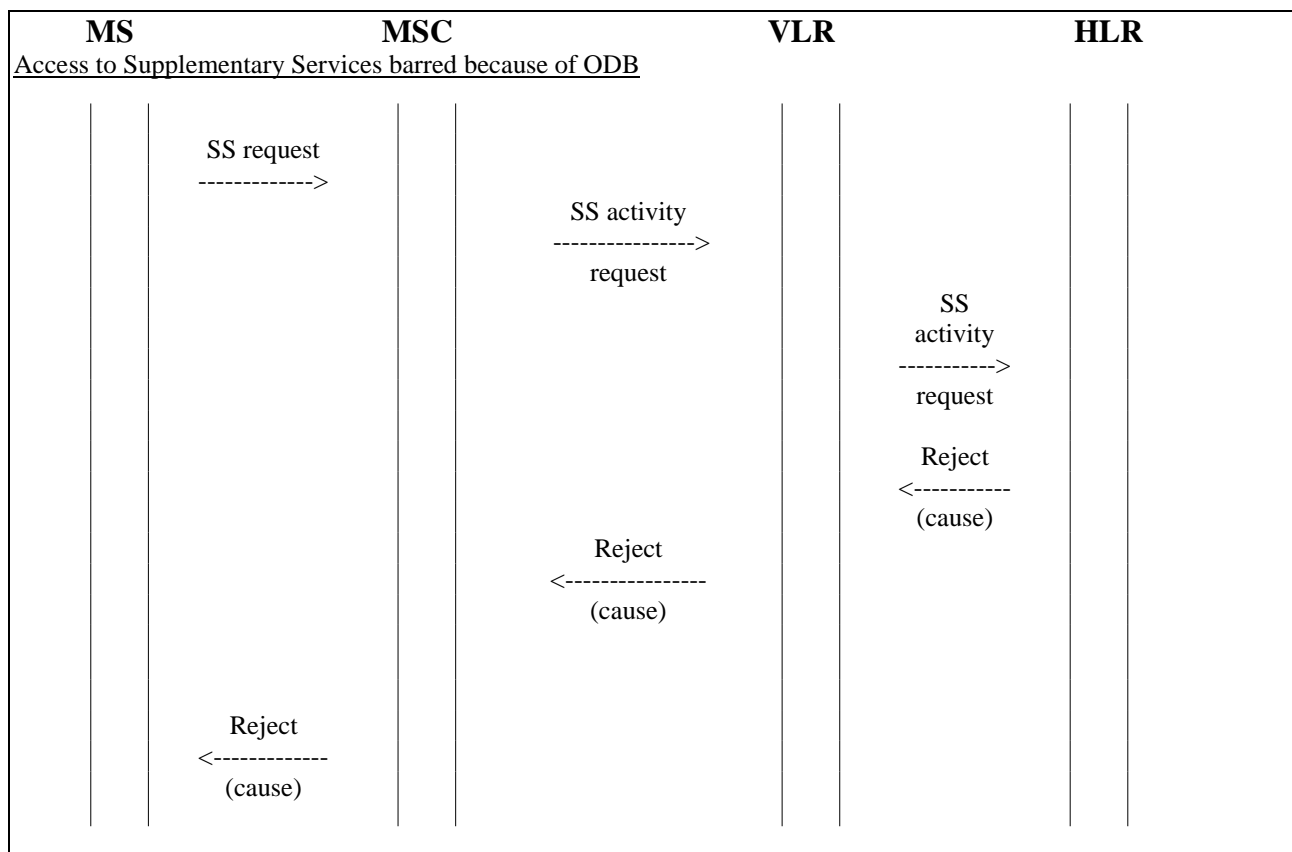 MS MSC VLR HLR
Access to Supplementary Services barred because of ODB
SS request
------------->
SS activity
---------------->
request
SS
activity
----------->
request
Reject
<-----------
(cause)
Reject
<----------------
(cause)
Reject
<-------------
(cause)